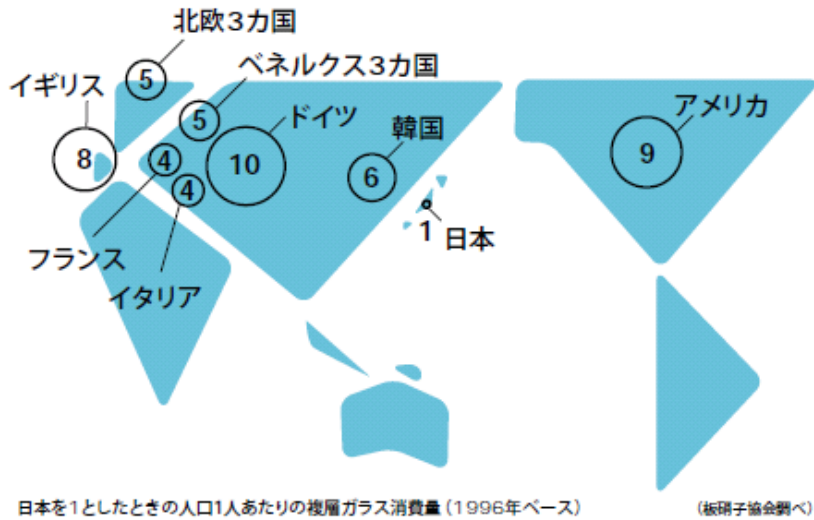 北欧3カ国
5
ベネルクス3カ国
イギリス
5
ドイツ
アメリカ
韓国
8
4
10
9
6
4
1 日本
フランス
イタリア
日本を1としたときの人口1人あたりの複層ガラス消費量(1996年ベース)
(板硝子協会調べ)